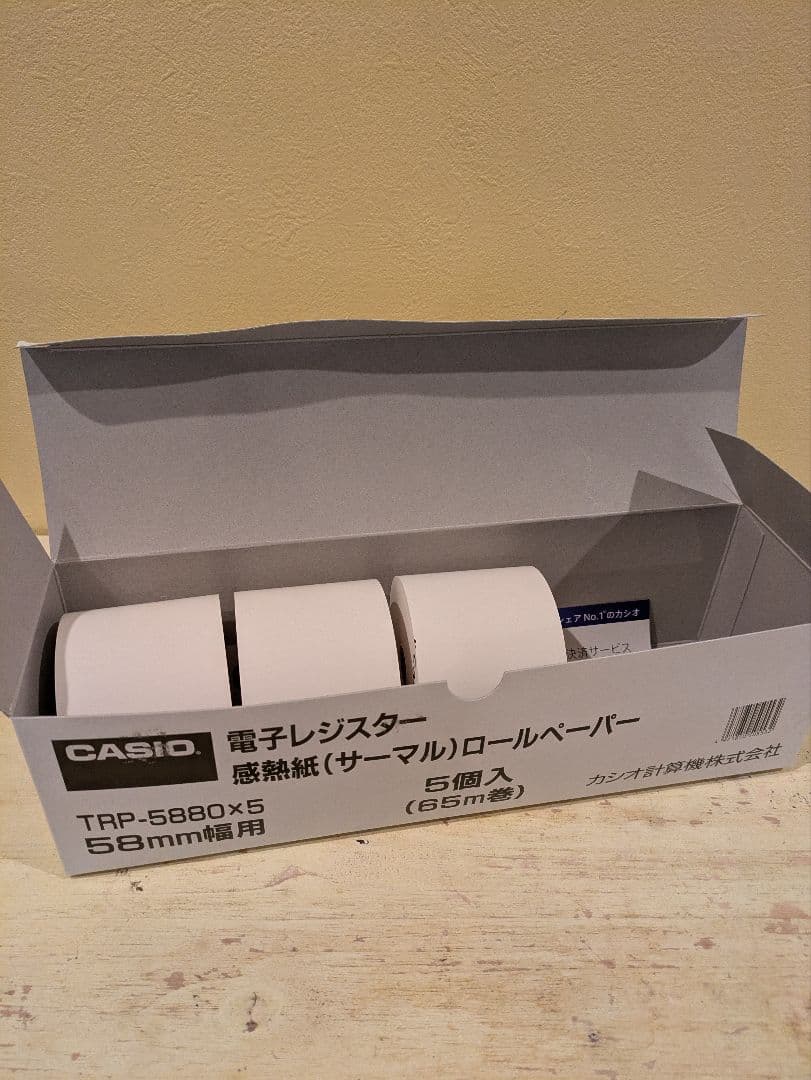 ェアNo.1*のカシオ
決済サービス
CASIO
電子レジスター
感熱紙(サーマル)ロールペーパー
TRP-5880×5
58mm幅用
5個入
(65m巻)
カシオ計算機株式会社